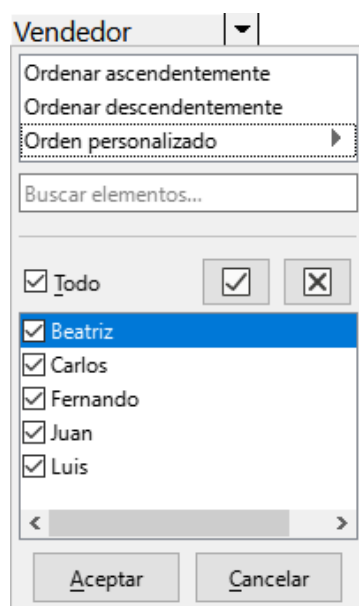 Vendedor
Ordenar ascendentemente
Ordenar descendentemente
Orden personalizado
Buscar elementos...
Todo
Beatriz
Carlos
Fernando
Juan
Luis
Aceptar Cancelar